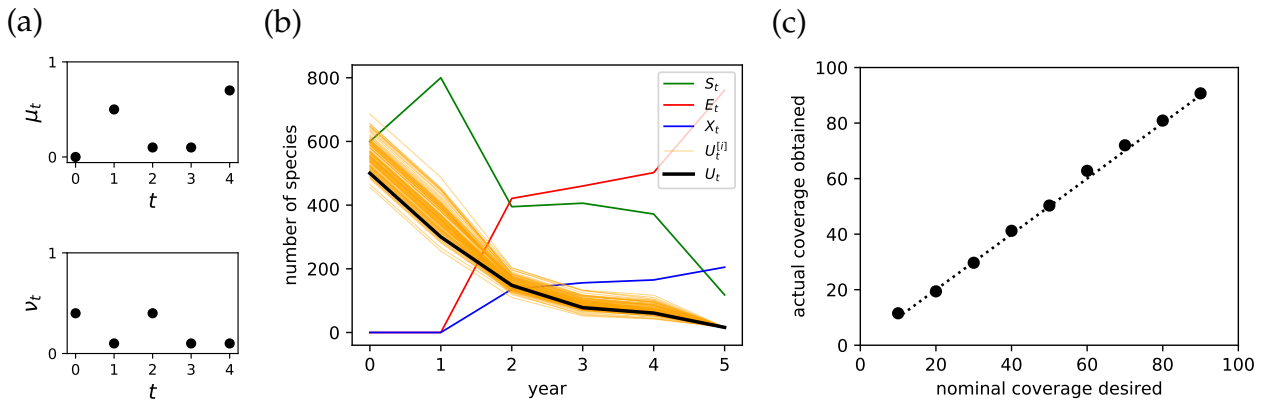 (a)
1
μ_t
0
0 1 2 3 4
t
1
ν_t
0
0 1 2 3 4
t
(b)
800
600
400
200
0
number of species
0 1 2 3 4 5
year
S_t
E_t
X_t
U_t^[i]
U_t
(c)
100
80
60
40
20
0
actual coverage obtained
0 20 40 60 80 100
nominal coverage desired